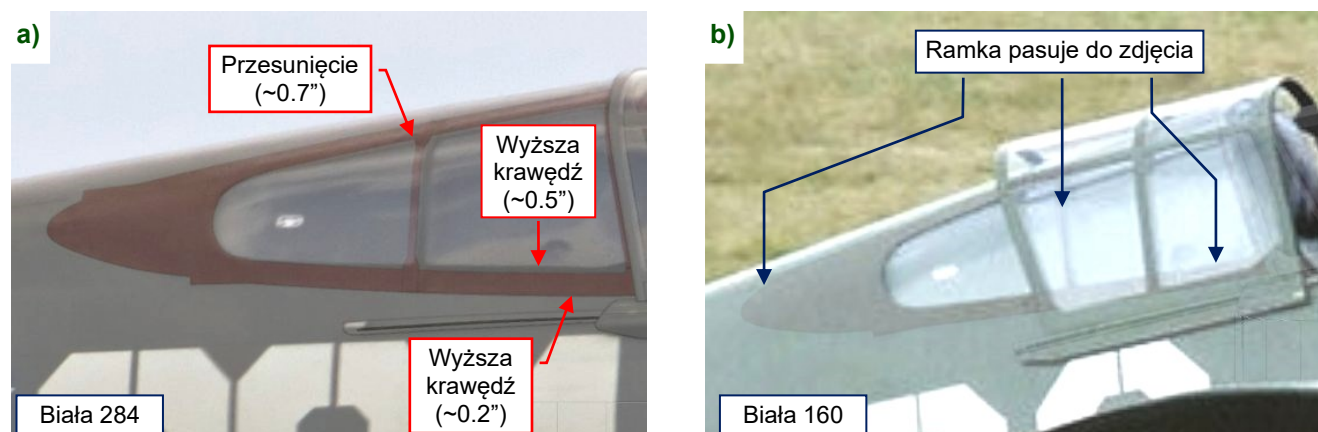 a)
Przesunięcie
(~0.7”)
Wyższa
krawędź
(~0.5”)
Wyższa
krawędź
(~0.2”)
Biała 284
b)
Ramka pasuje do zdjęcia
Biała 160